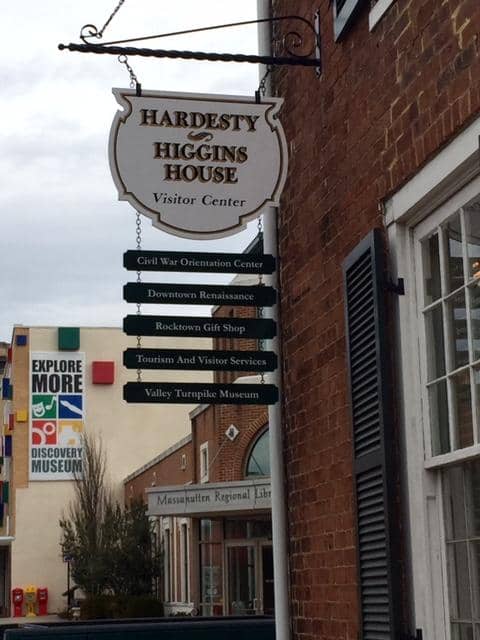 HARDESTY
HIGGINS
HOUSE
Visitor Center
Civil War Orientation Center
Downtown Renaissance
Rocktown Gift Shop
Tourism And Visitor Services
Valley Turnpike Museum
EXPLORE
MORE
DISCOVERY
MUSEUM
Massanutten Regional Libr